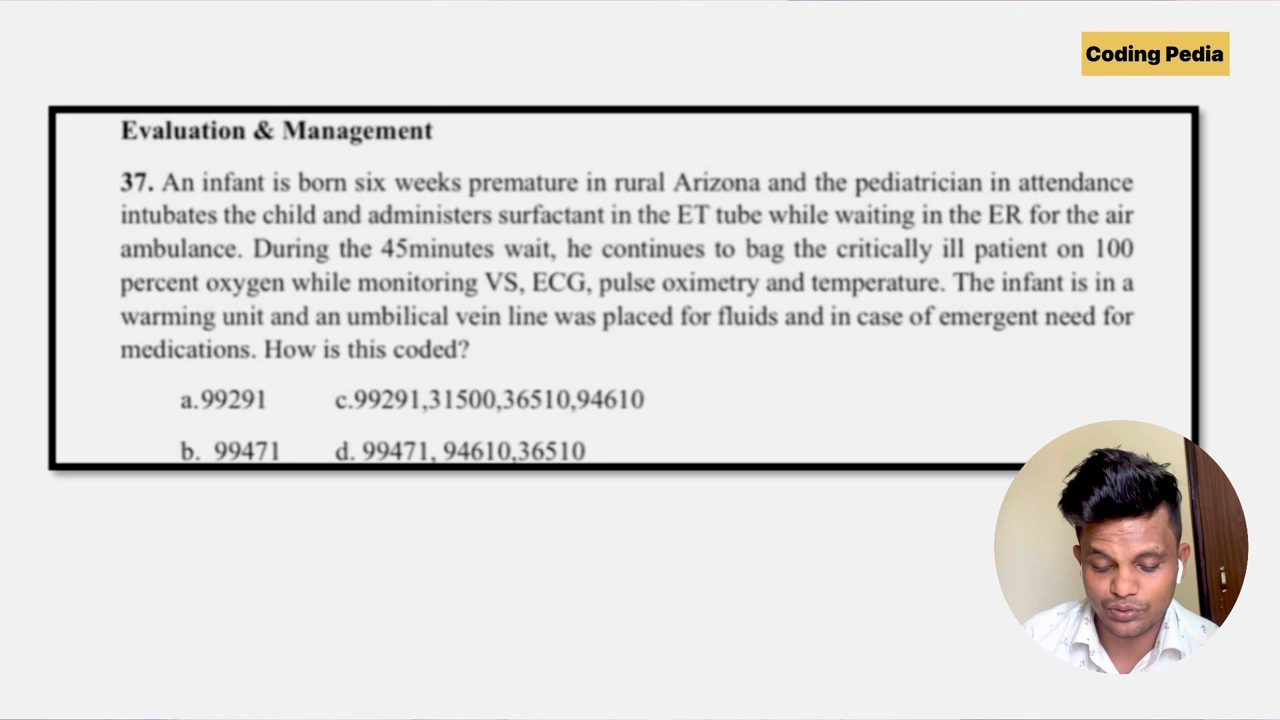 Coding Pedia
Evaluation & Management
37. An infant is born six weeks premature in rural Arizona and the pediatrician in attendance
intubates the child and administers surfactant in the ET tube while waiting in the ER for the air
ambulance. During the 45minutes wait, he continues to bag the critically ill patient on 100
percent oxygen while monitoring VS, ECG, pulse oximetry and temperature. The infant is in a
warming unit and an umbilical vein line was placed for fluids and in case of emergent need for
medications. How is this coded?
a.99291 c.99291,31500,36510,94610
b. 99471 d. 99471, 94610,36510